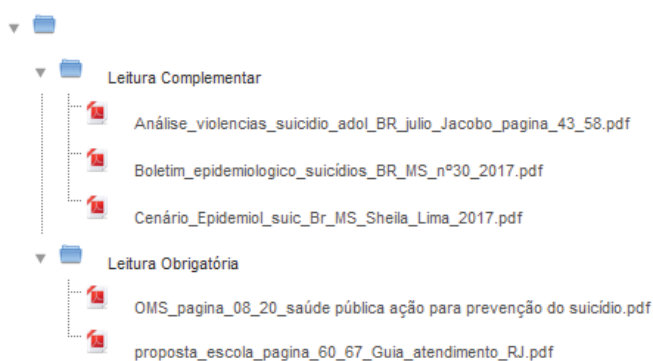 Leitura Complementar
Análise_violencias_suicidio_adol_BR_julio_Jacobo_pagina_43_58.pdf
Boletim_epidemiologico_suicídios_BR_MS_nº30_2017.pdf
Cenário_Epidemiol_suic_Br_MS_Sheila_Lima_2017.pdf
Leitura Obrigatória
OMS_pagina_08_20_saúde pública ação para prevenção do suicídio.pdf
proposta_escola_pagina_60_67_Guia_atendimento_RJ.pdf